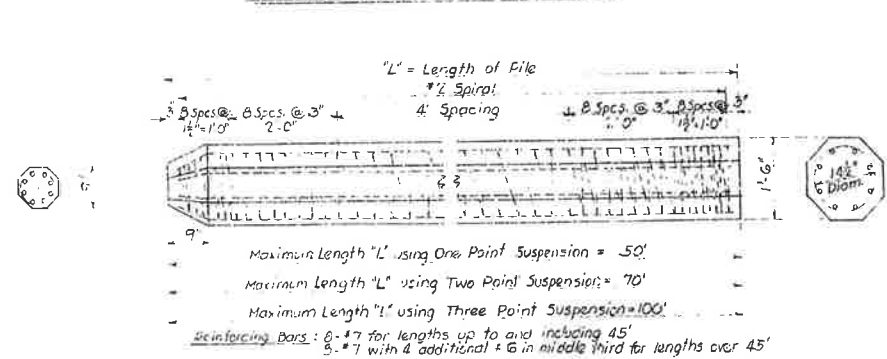 "L" = Length of Pile
#2 Spiral
3" 8 Spcs. @ 8 Spcs. @ 3" 4" Spacing 8 Spcs. @ 3" 8 Spcs. @ 3"
1½"=1'-0" 2'-0" 2'-0" 1½"=1'-0"
14½" Diam.
1'-6"
9"
Maximum Length "L" using One Point Suspension = 50'
Maximum Length "L" using Two Point Suspension = 70'
Maximum Length "L" using Three Point Suspension = 100'
Reinforcing Bars : 8-#7 for lengths up to and including 45'
8-#7 with 4 additional #6 in middle third for lengths over 45'